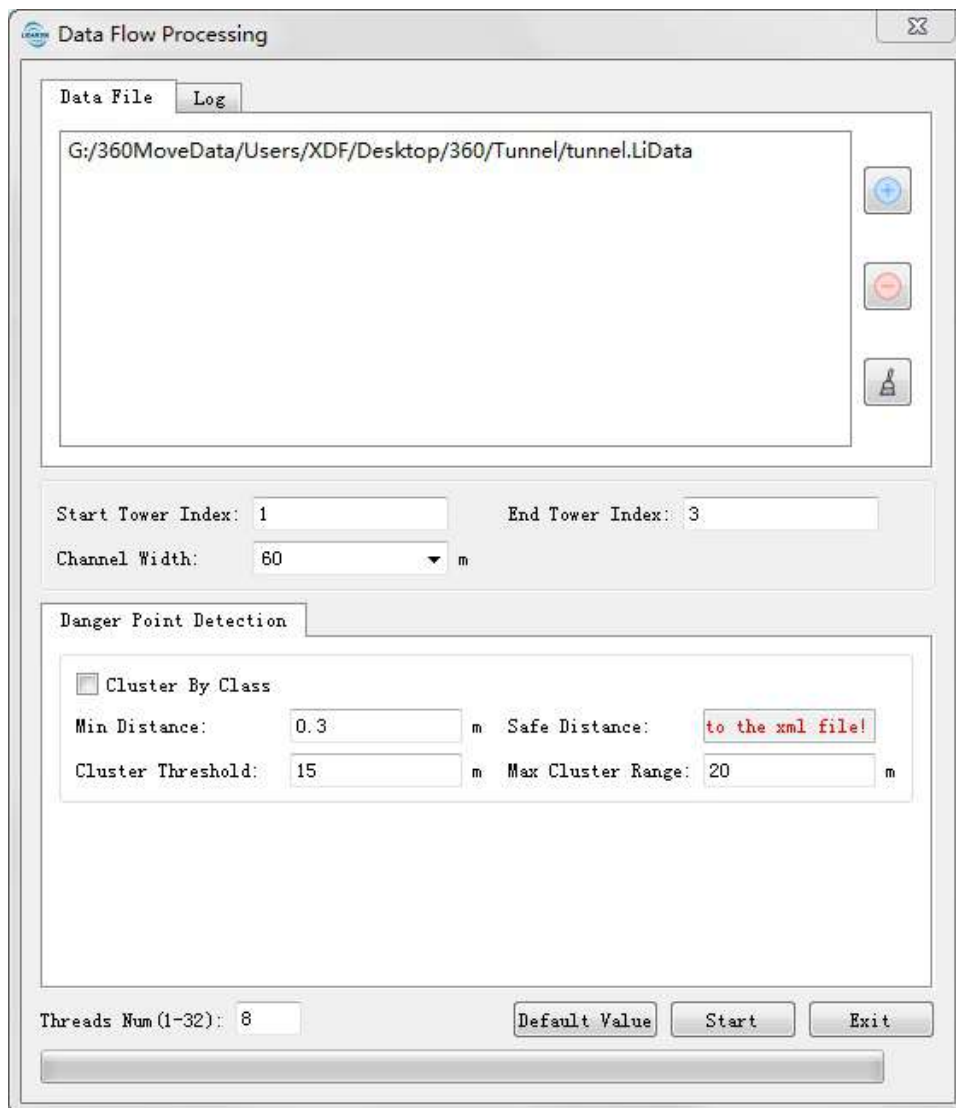 Data Flow Processing
Data File Log
G:/360MoveData/Users/XDF/Desktop/360/Tunnel/tunnel.LiData
Start Tower Index: 1 End Tower Index: 3
Channel Width: 60 m
Danger Point Detection
Cluster By Class
Min Distance: 0.3 m Safe Distance: to the xml file!
Cluster Threshold: 15 m Max Cluster Range: 20 m
Threads Num(1-32): 8 Default Value Start Exit